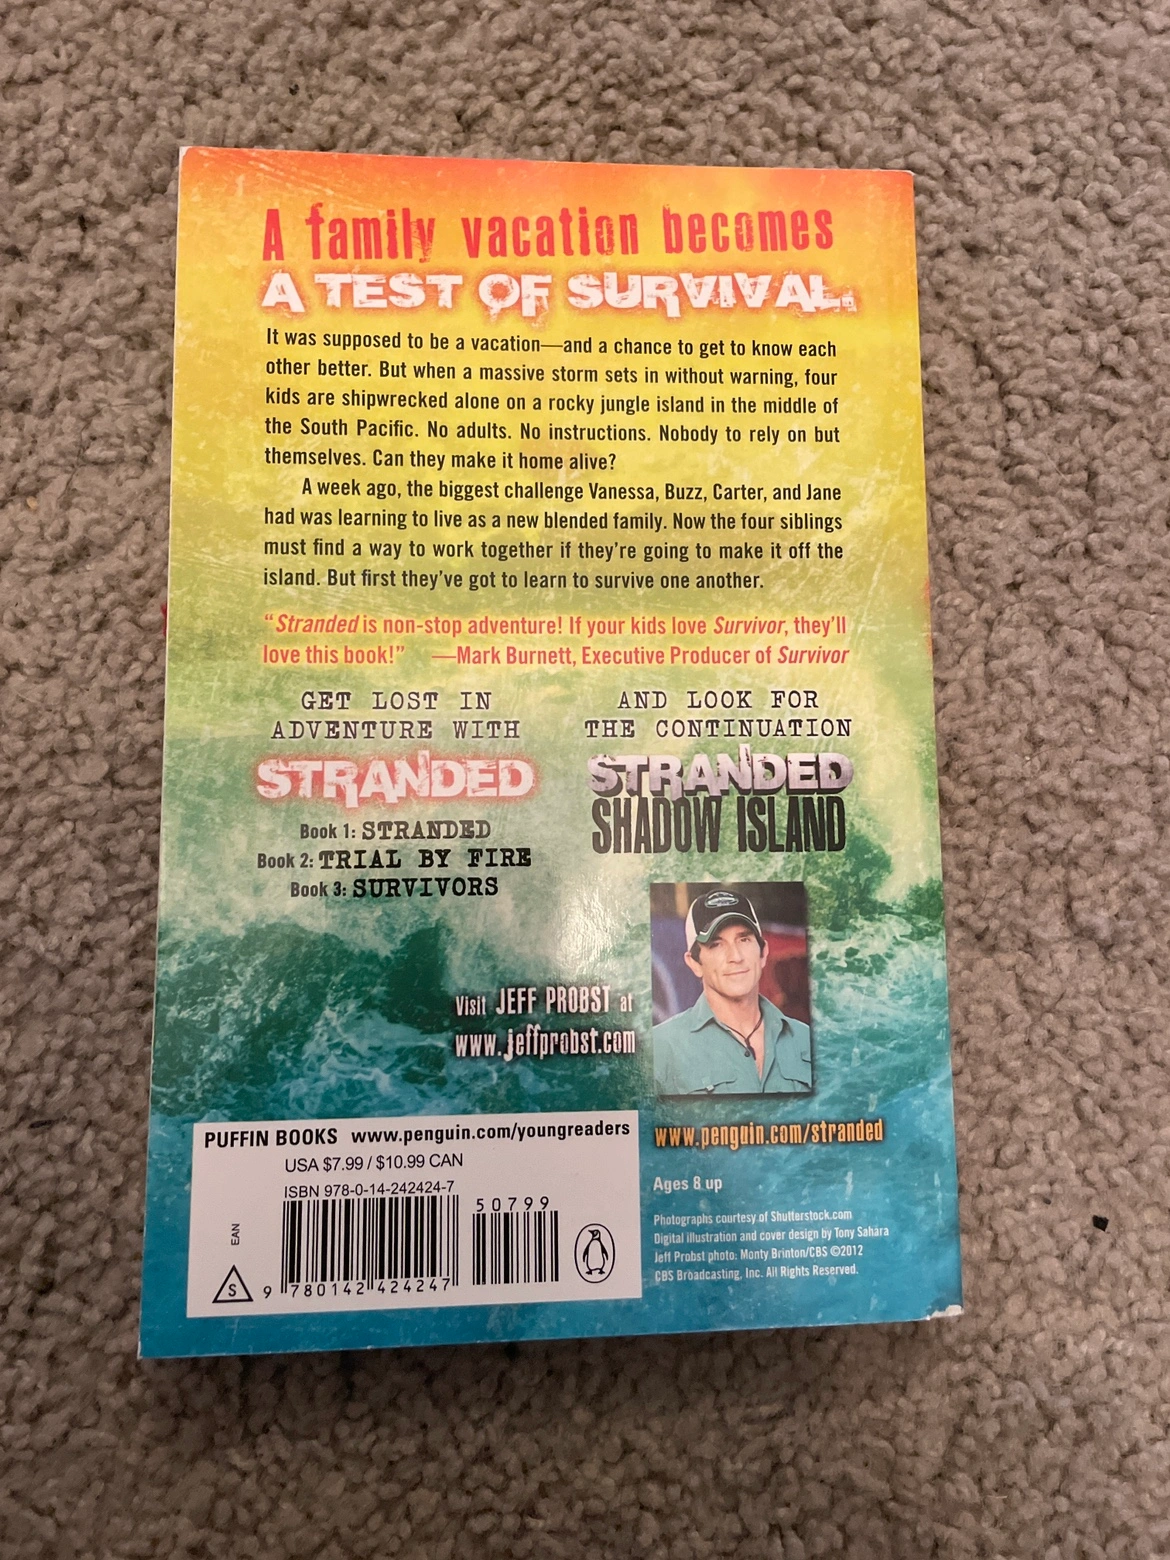 A family vacation becomes
A TEST OF SURVIVAL.
It was supposed to be a vacation—and a chance to get to know each
other better. But when a massive storm sets in without warning, four
kids are shipwrecked alone on a rocky jungle island in the middle of
the South Pacific. No adults. No instructions. Nobody to rely on but
themselves. Can they make it home alive?
A week ago, the biggest challenge Vanessa, Buzz, Carter, and Jane
had was learning to live as a new blended family. Now the four siblings
must find a way to work together if they're going to make it off the
island. But first they've got to learn to survive one another.
"Stranded is non-stop adventure! If your kids love Survivor, they'll
love this book!" —Mark Burnett, Executive Producer of Survivor
GET LOST IN
ADVENTURE WITH
STRANDED
Book 1: STRANDED
Book 2: TRIAL BY FIRE
Book 3: SURVIVORS
AND LOOK FOR
THE CONTINUATION
STRANDED
SHADOW ISLAND
Visit JEFF PROBST at
www.jeffprobst.com
PUFFIN BOOKS www.penguin.com/youngreaders
USA $7.99 / $10.99 CAN
ISBN 978-0-14-242424-7
50799
EAN
S
9 780142 424247
www.penguin.com/stranded
Ages 8 up
Photographs courtesy of Shutterstock.com
Digital illustration and cover design by Tony Sahara
Jeff Probst photo: Monty Brinton/CBS ©2012
CBS Broadcasting, Inc. All Rights Reserved.